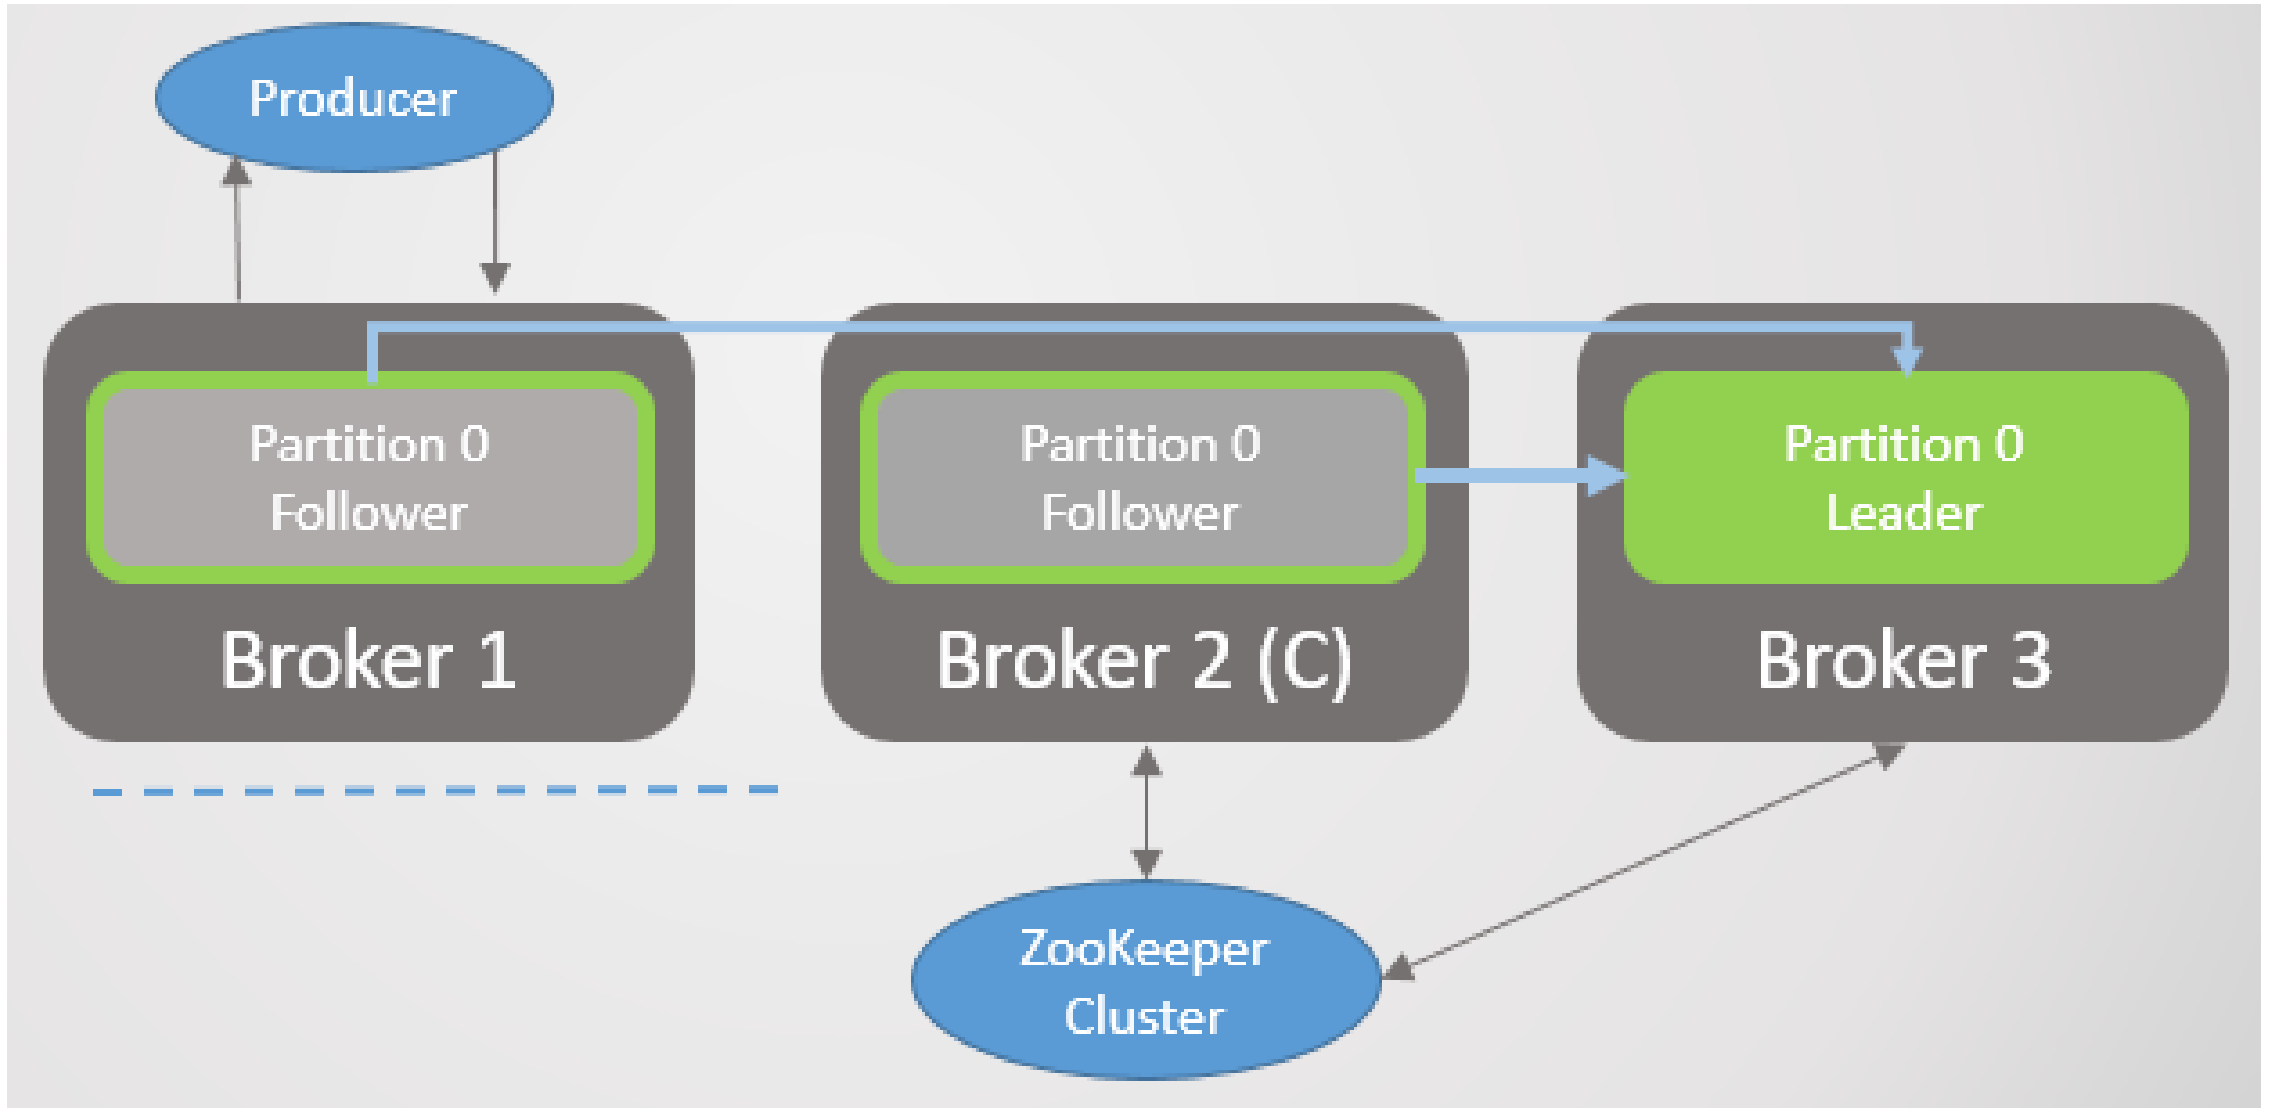 Producer
Partition 0
Follower
Broker 1
Partition 0
Follower
Broker 2 (C)
Partition 0
Leader
Broker 3
ZooKeeper
Cluster